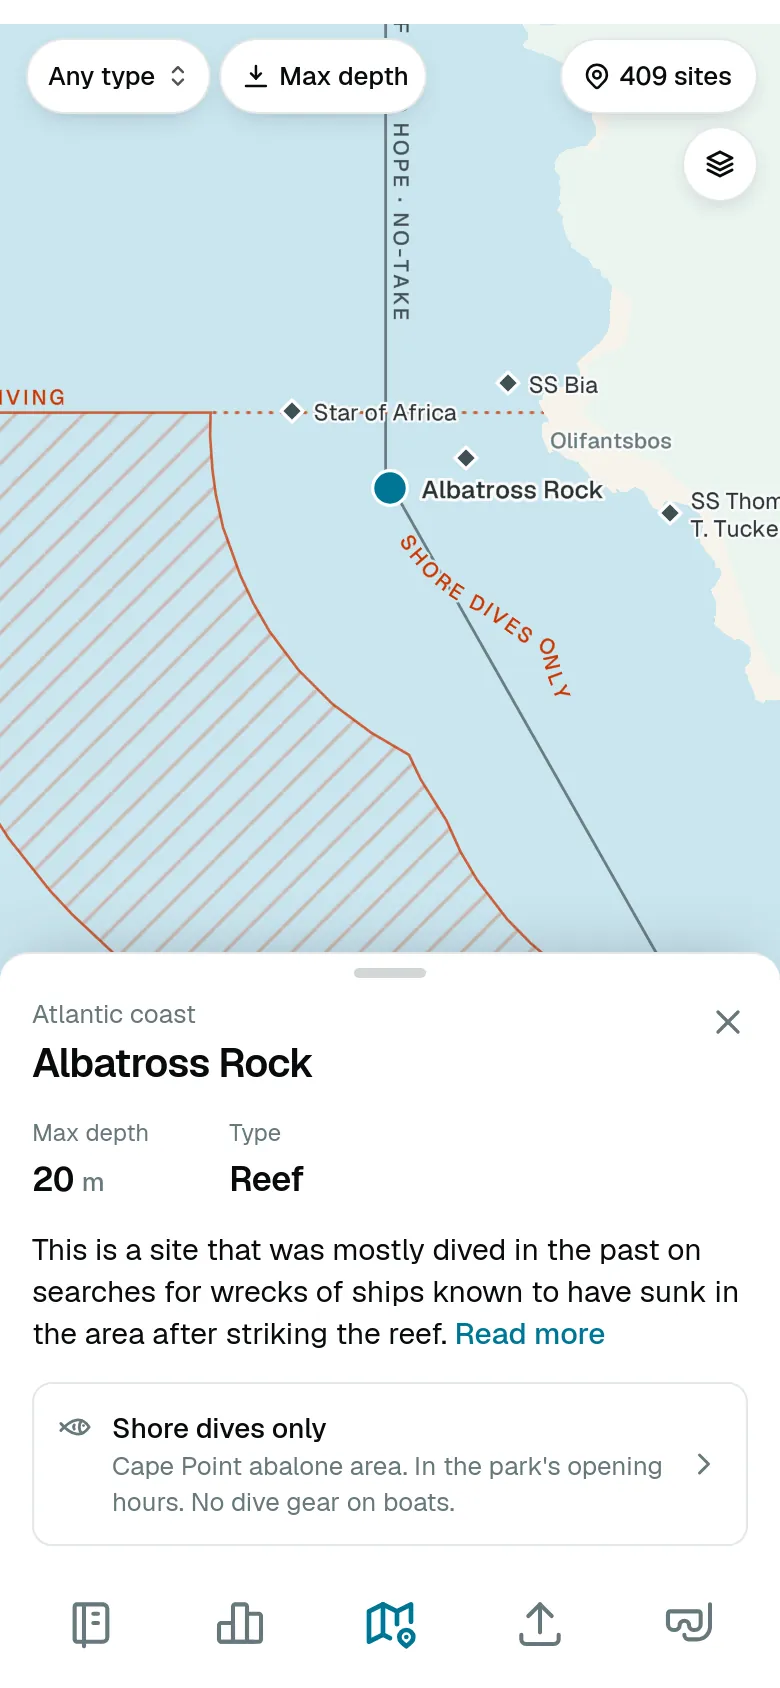 Any type
Max depth
409 sites
HOPE · NO-TAKE
IVING
SS Bia
Star of Africa
Olifantsbos
Albatross Rock
SS Thom
T. Tucke
SHORE DIVES ONLY
Atlantic coast
Albatross Rock
Max depth
Type
20 m
Reef
This is a site that was mostly dived in the past on
searches for wrecks of ships known to have sunk in
the area after striking the reef. Read more
Shore dives only
Cape Point abalone area. In the park's opening
hours. No dive gear on boats.